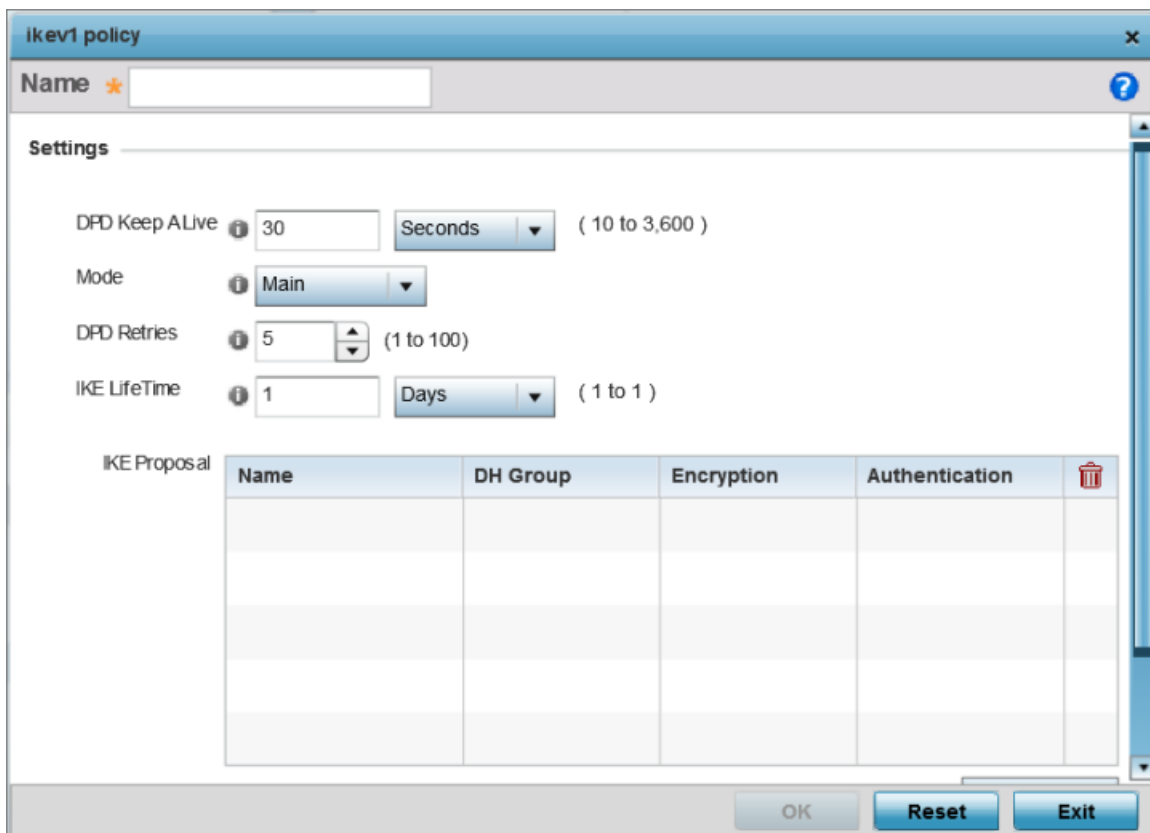 ikev1 policy
Name *
Settings
DPD Keep ALive 30 Seconds ( 10 to 3,600 )
Mode Main
DPD Retries 5 (1 to 100)
IKE LifeTime 1 Days ( 1 to 1 )
IKE Proposal
Name DH Group Encryption Authentication
OK Reset Exit